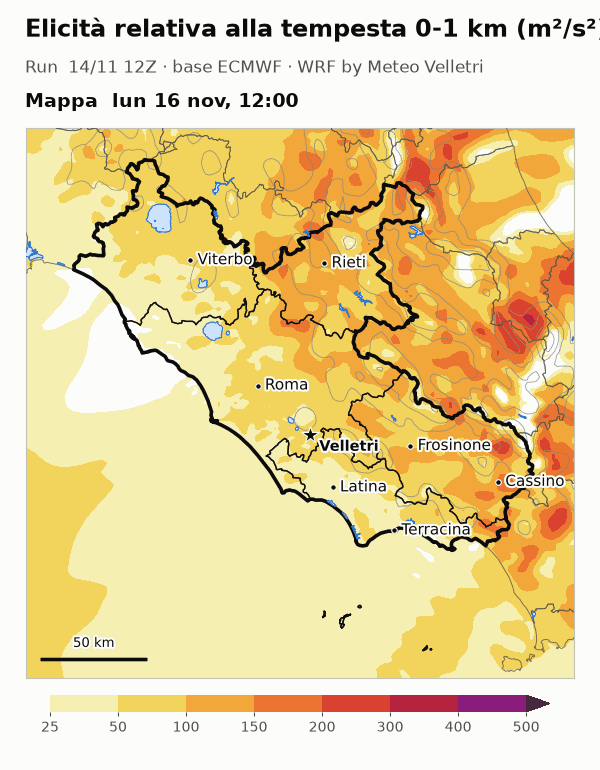 Elicità relativa alla tempesta 0-1 km (m²/s²)
Run  14/11 12Z · base ECMWF · WRF by Meteo Velletri
Mappa  lun 16 nov, 12:00
Viterbo
Rieti
Roma
Velletri
Frosinone
Latina
Cassino
Terracina
50 km
25 50 100 150 200 300 400 500